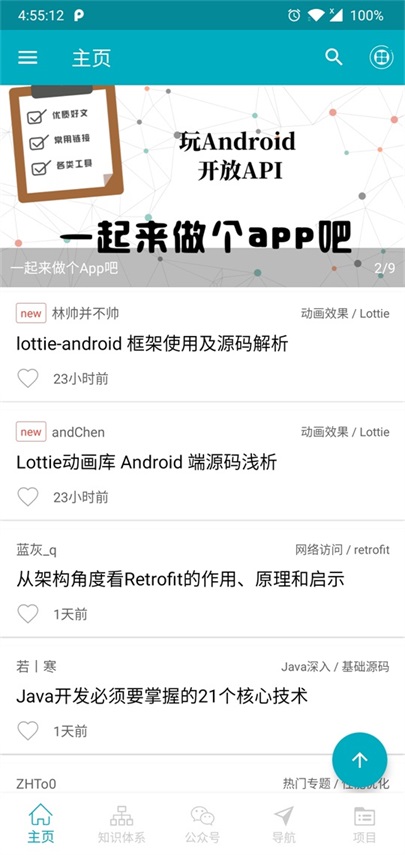 4:55:12
100%
主页
优质好文
常用链接
各类工具
玩Android
开放API
一起来做个app吧
一起来做个App吧
2/9
new 林帅并不帅
动画效果 / Lottie
lottie-android 框架使用及源码解析
23小时前
new andChen
动画效果 / Lottie
Lottie动画库 Android 端源码浅析
23小时前
蓝灰_q
网络访问 / retrofit
从架构角度看Retrofit的作用、原理和启示
1天前
若丨寒
Java深入 / 基础源码
Java开发必须要掌握的21个核心技术
1天前
ZHTo0
热门专题 / 性能优化
主页
知识体系
公众号
导航
项目